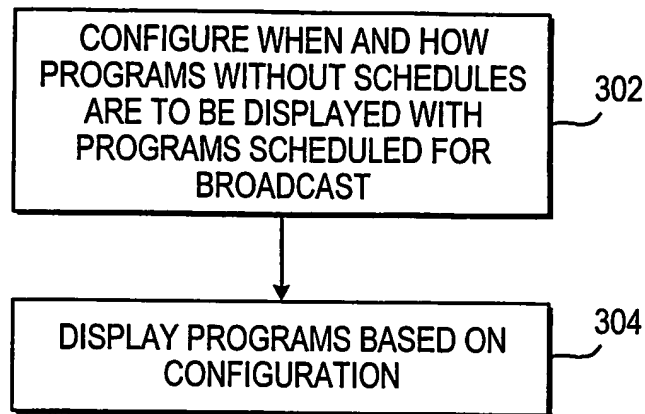 CONFIGURE WHEN AND HOW
PROGRAMS WITHOUT SCHEDULES
ARE TO BE DISPLAYED WITH
PROGRAMS SCHEDULED FOR
BROADCAST
302
DISPLAY PROGRAMS BASED ON
CONFIGURATION
304